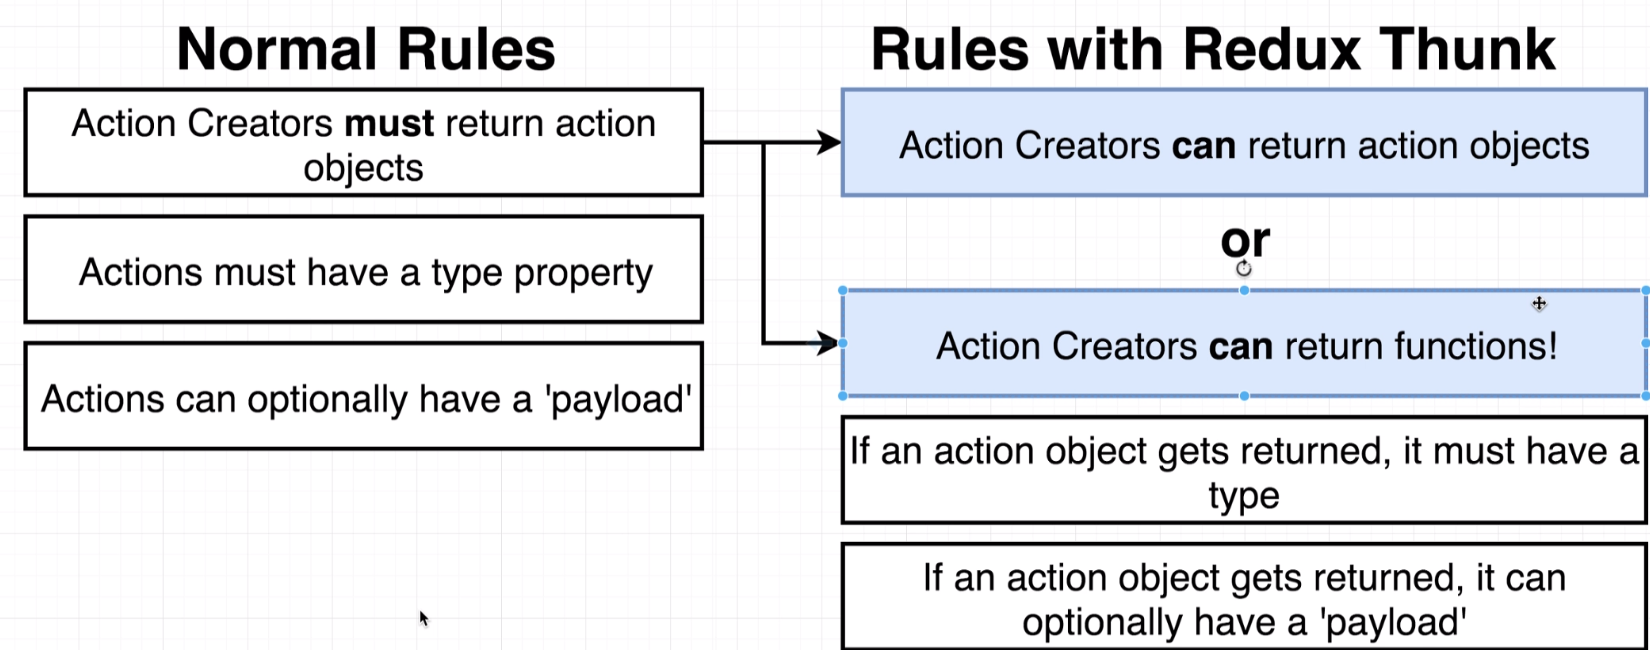 Normal Rules
Action Creators must return action
objects
Actions must have a type property
Actions can optionally have a 'payload'
Rules with Redux Thunk
Action Creators can return action objects
or
Action Creators can return functions!
If an action object gets returned, it must have a
type
If an action object gets returned, it can
optionally have a 'payload'